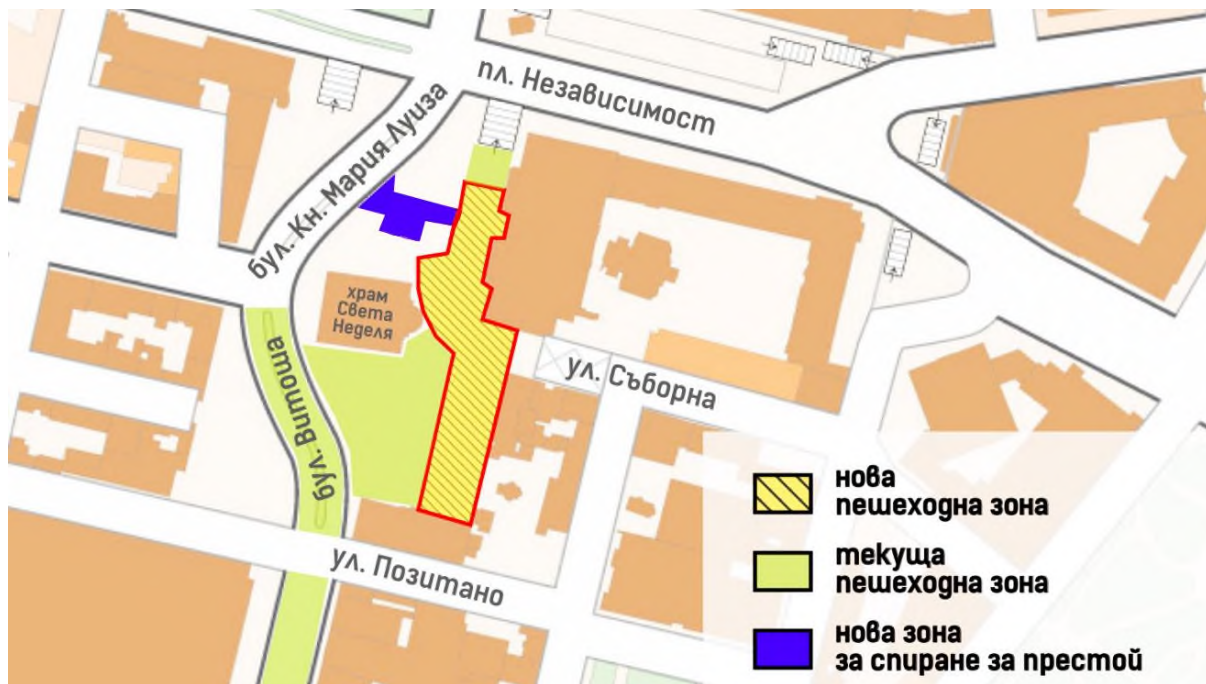 пл. Независимост
бул. Кн. Мария Луиза
храм
Света
Неделя
бул. Витоша
ул. Съборна
ул. Позитано
нова
пешеходна зона
текуща
пешеходна зона
нова зона
за спиране за престой